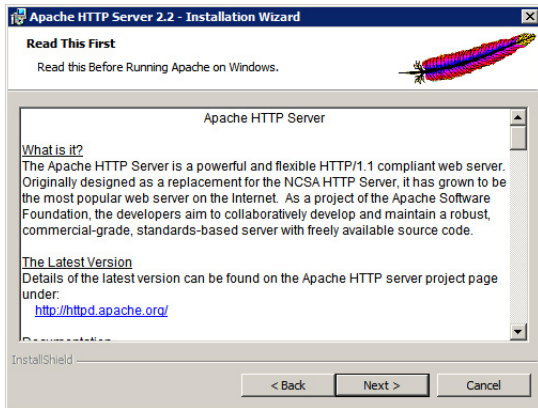 Apache HTTP Server 2.2 - Installation Wizard
Read This First
Read this Before Running Apache on Windows.
Apache HTTP Server
What is it?
The Apache HTTP Server is a powerful and flexible HTTP/1.1 compliant web server.
Originally designed as a replacement for the NCSA HTTP Server, it has grown to be
the most popular web server on the Internet. As a project of the Apache Software
Foundation, the developers aim to collaboratively develop and maintain a robust,
commercial-grade, standards-based server with freely available source code.
The Latest Version
Details of the latest version can be found on the Apache HTTP server project page
under:
http://httpd.apache.org/
Documentation
InstallShield
< Back
Next >
Cancel